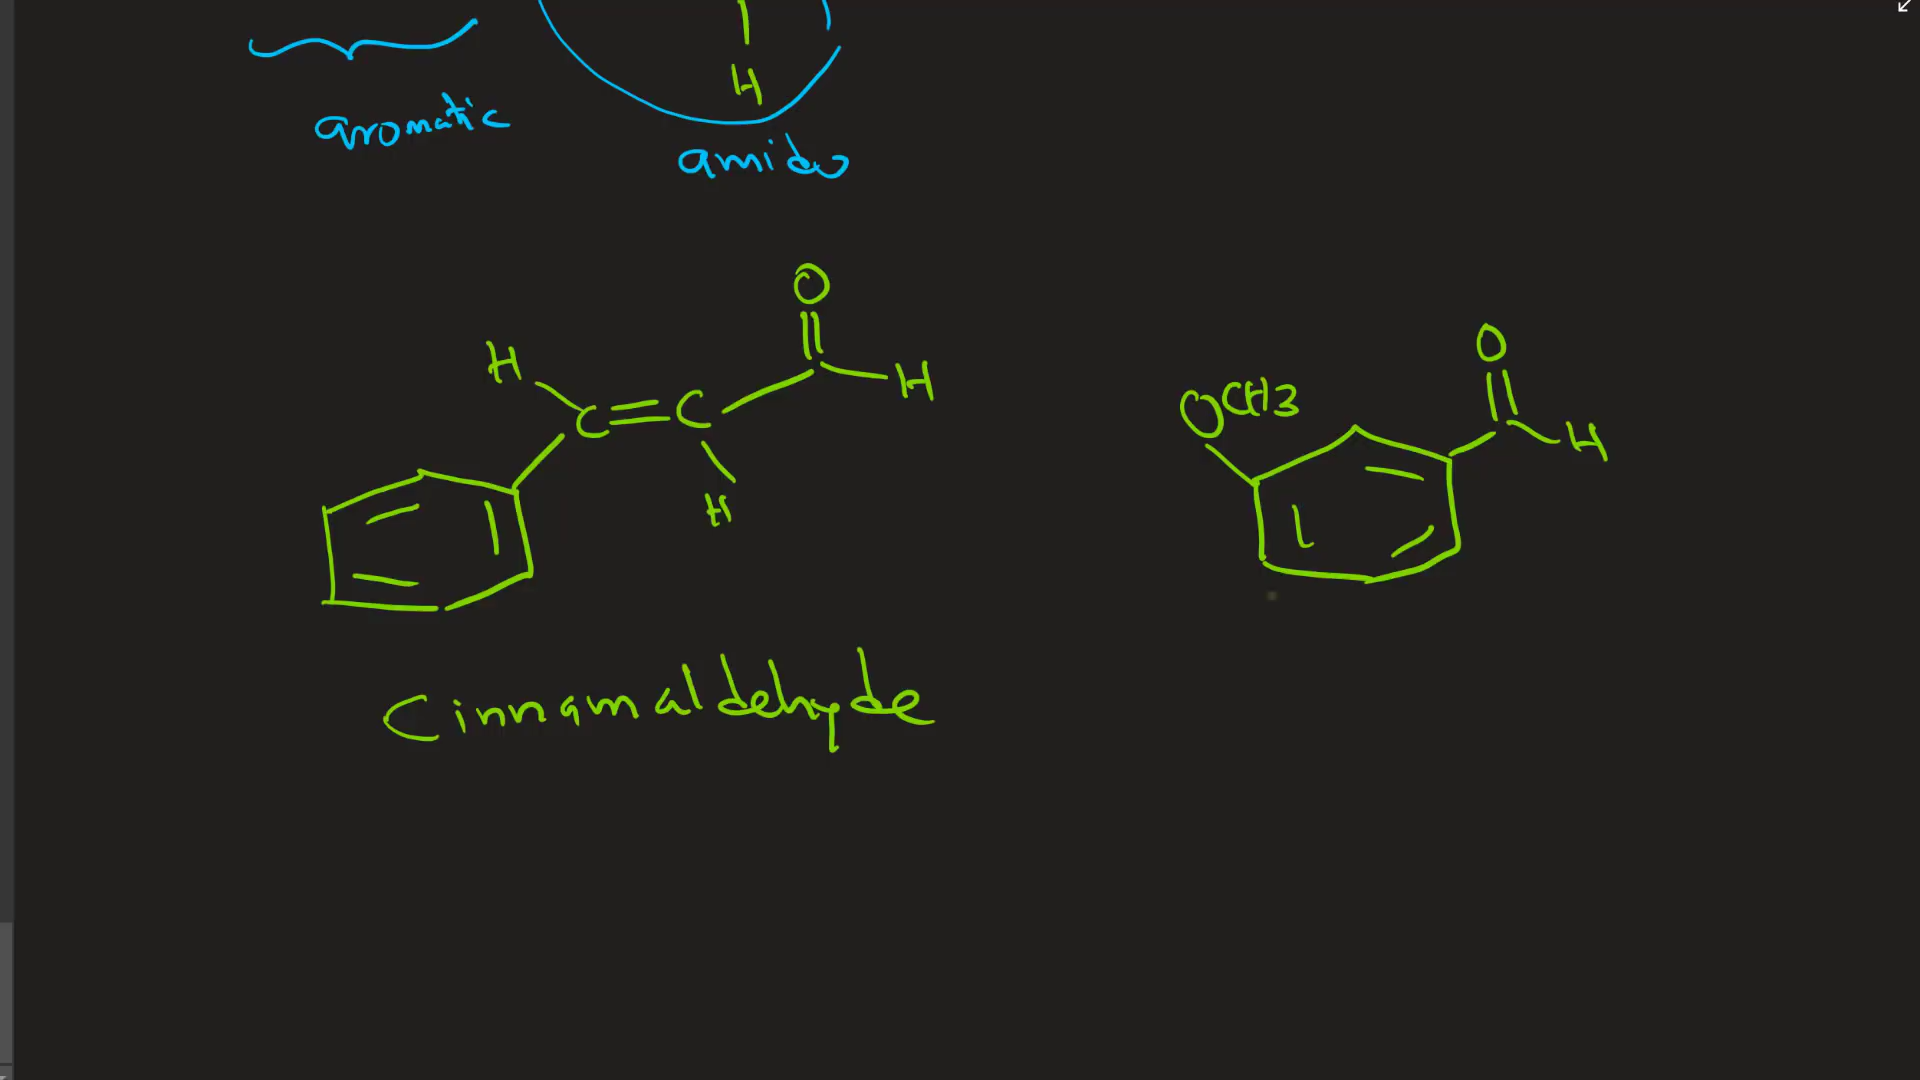 H
aromatic
amide
O
H
C=C
H
H
Cinnamaldehyde
O
OCH3
H